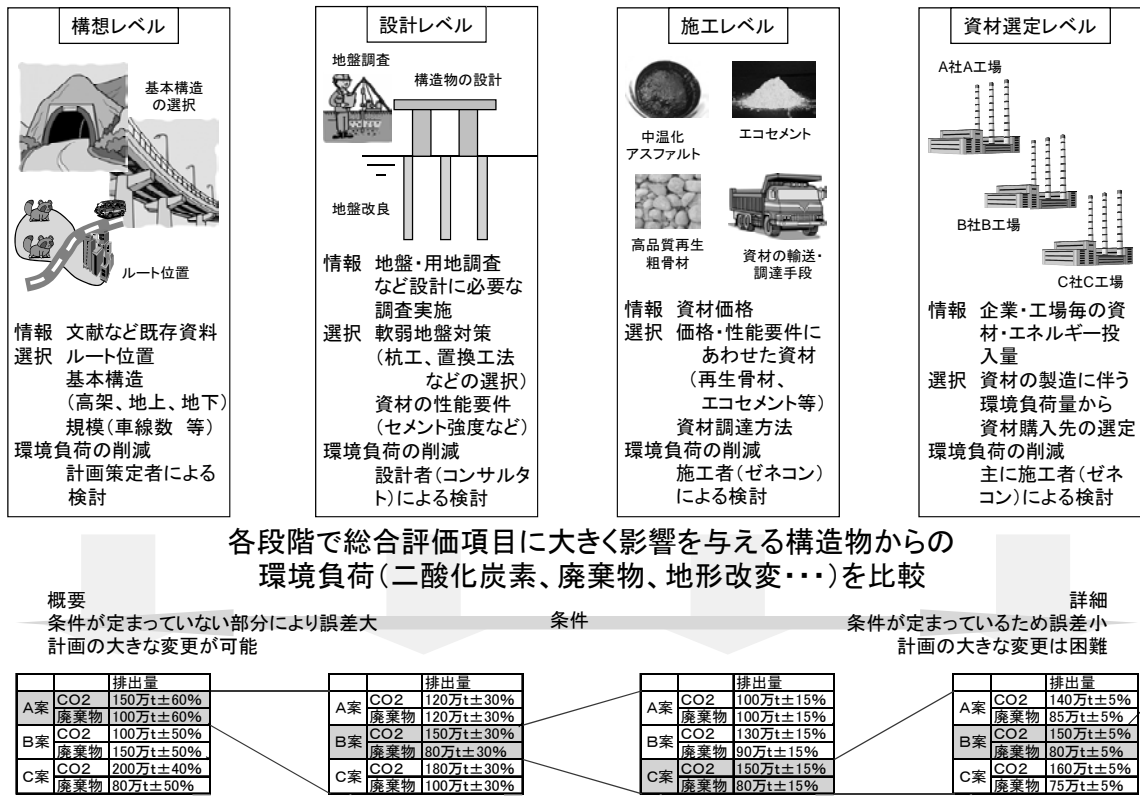 構想レベル
基本構造
の選択
ルート位置
情報 文献など既存資料
選択 ルート位置
基本構造
(高架、地上、地下)
規模(車線数 等)
環境負荷の削減
計画策定者による
検討
設計レベル
地盤調査
構造物の設計
地盤改良
情報 地盤・用地調査
など設計に必要な
調査実施
選択 軟弱地盤対策
(杭工、置換工法
などの選択)
資材の性能要件
(セメント強度など)
環境負荷の削減
設計者(コンサルタ
ト)による検討
施工レベル
中温化
アスファルト
エコセメント
高品質再生
粗骨材
資材の輸送・
調達手段
情報 資材価格
選択 価格・性能要件に
あわせた資材
(再生骨材、
エコセメント等)
資材調達方法
環境負荷の削減
施工者(ゼネコン)
による検討
資材選定レベル
A社A工場
B社B工場
C社C工場
情報 企業・工場毎の資
材・エネルギー投
入量
選択 資材の製造に伴う
環境負荷量から
資材購入先の選定
環境負荷の削減
主に施工者(ゼネ
コン)による検討
各段階で総合評価項目に大きく影響を与える構造物からの
環境負荷(二酸化炭素、廃棄物、地形改変・・・)を比較
概要
条件が定まっていない部分により誤差大
計画の大きな変更が可能
条件
詳細
条件が定まっているため誤差小
計画の大きな変更は困難
排出量
A案 CO2 150万t±60%
廃棄物 100万t±60%
B案 CO2 100万t±50%
廃棄物 150万t±50%
C案 CO2 200万t±40%
廃棄物 80万t±50%
排出量
A案 CO2 120万t±30%
廃棄物 120万t±30%
B案 CO2 150万t±30%
廃棄物 80万t±30%
C案 CO2 180万t±30%
廃棄物 100万t±30%
排出量
A案 CO2 100万t±15%
廃棄物 100万t±15%
B案 CO2 130万t±15%
廃棄物 90万t±15%
C案 CO2 150万t±15%
廃棄物 80万t±15%
排出量
A案 CO2 140万t±5%
廃棄物 85万t±5%
B案 CO2 150万t±5%
廃棄物 80万t±5%
C案 CO2 160万t±5%
廃棄物 75万t±5%